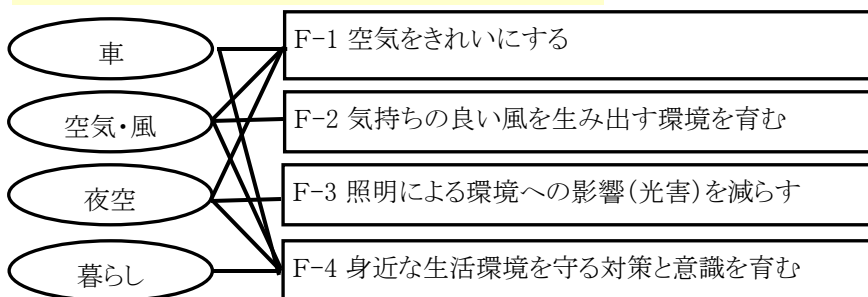 車
F-1 空気をきれいにする
空気・風
F-2 気持ちの良い風を生み出す環境を育む
夜空
F-3 照明による環境への影響(光害)を減らす
暮らし
F-4 身近な生活環境を守る対策と意識を育む